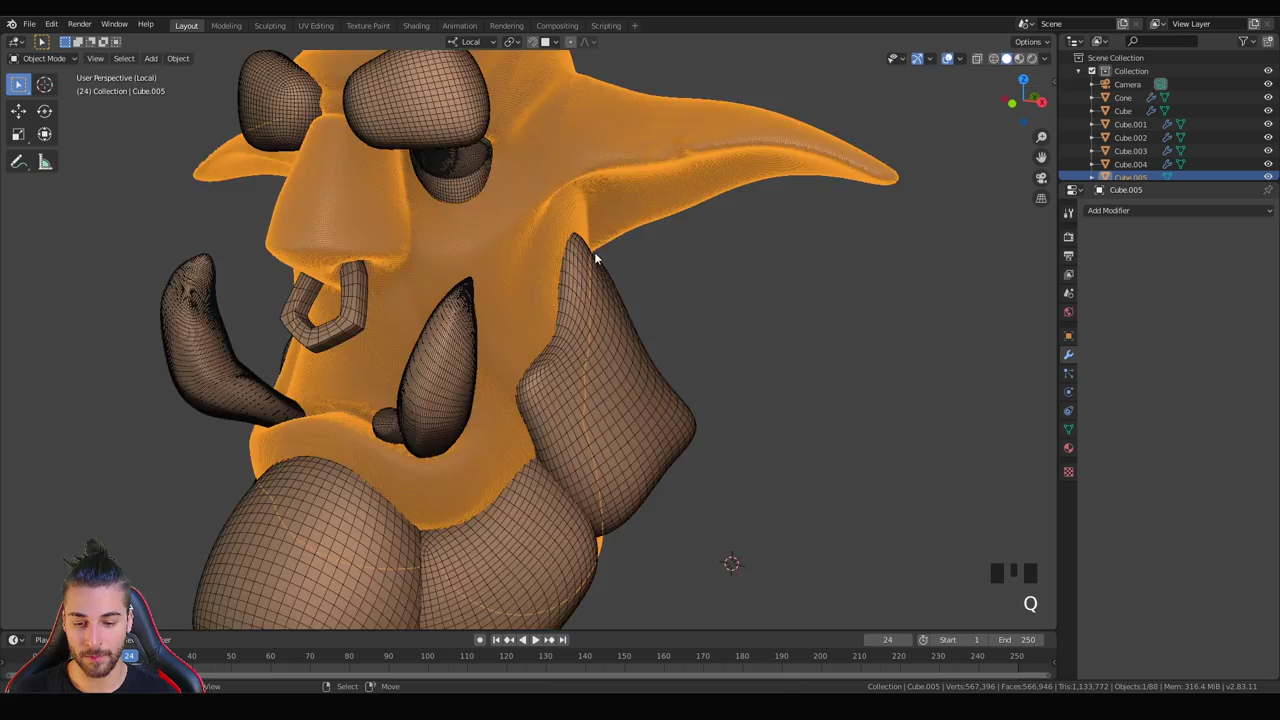 File Edit Render Window Help Layout Modeling Sculpting UV Editing Texture Paint Shading Animation Rendering Compositing Scripting + Scene View Layer
Local Options
Object Mode View Select Add Object
User Perspective (Local)
(24) Collection | Cube.005
Scene Collection
Collection
Camera
Cone
Cube
Cube.001
Cube.002
Cube.003
Cube.004
Cube.005
Cube.005
Add Modifier
Z
X
Q
24 Start 1 End 250
24 40 50 60 70 80 90 100 110 120 130 140 150 160 170 180 190 200 210 220 230 240 250
View Select Move Collection | Cube.005 | Verts:567,396 | Faces:566,946 | Tris:1,133,772 | Objects:1/88 | Mem: 316.4 MiB | v2.83.11